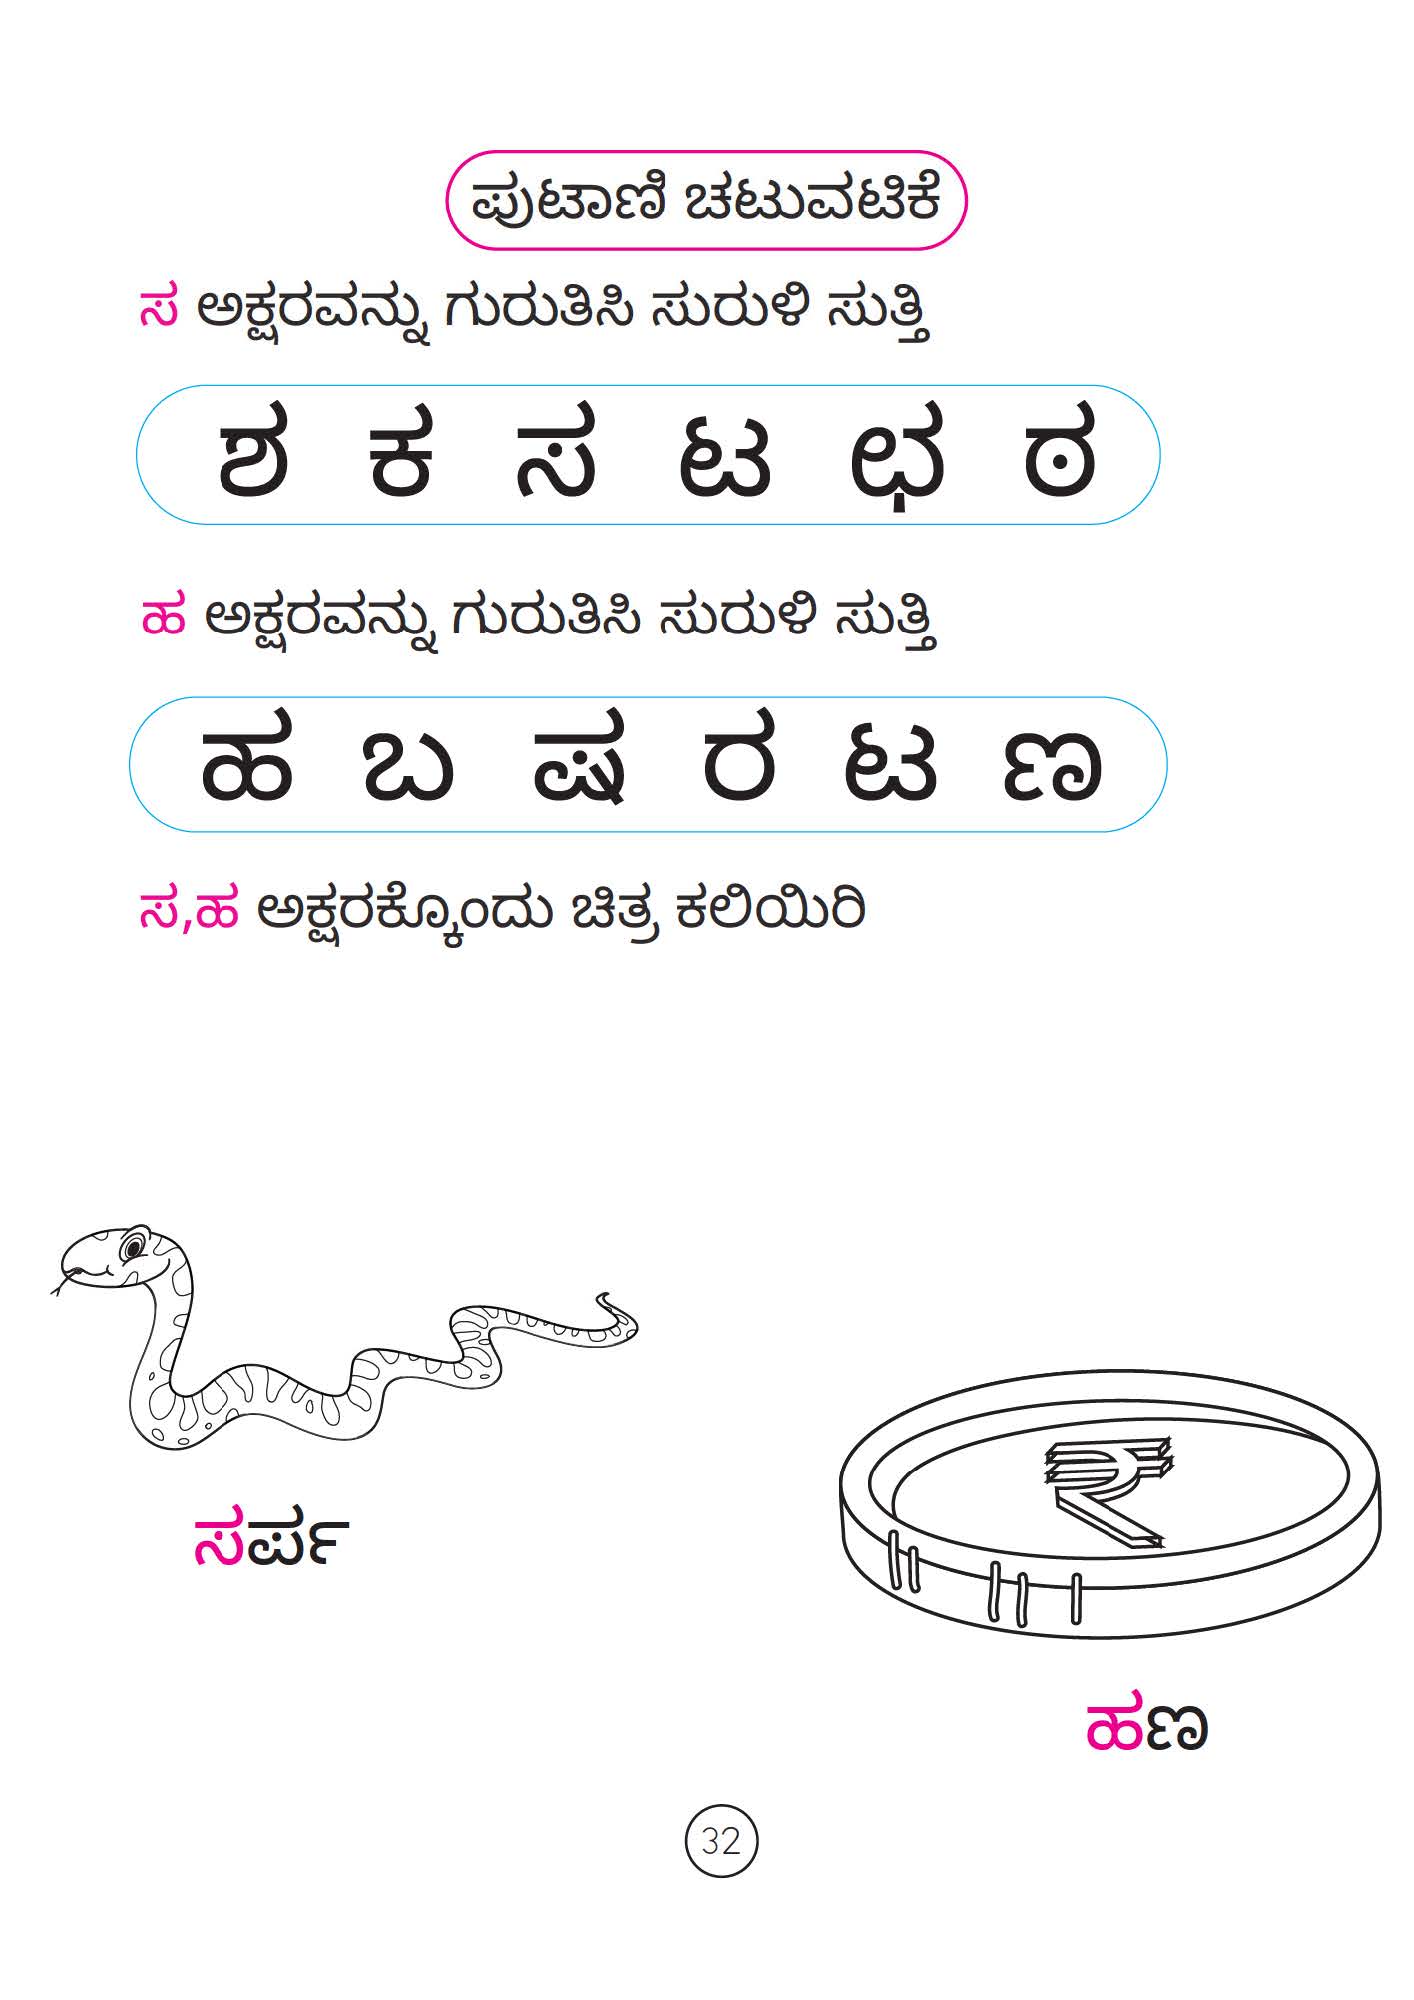 ಪುಟಾಣಿ ಚಟುವಟಿಕೆ
ಸ ಅಕ್ಷರವನ್ನು ಗುರುತಿಸಿ ಸುರುಳಿ ಸುತ್ತಿ
ಶ ಕ ಸ ಟ ಛ ಠ
ಹ ಅಕ್ಷರವನ್ನು ಗುರುತಿಸಿ ಸುರುಳಿ ಸುತ್ತಿ
ಹ ಬ ಷ ರ ಟ ಣ
ಸ,ಹ ಅಕ್ಷರಕ್ಕೊಂದು ಚಿತ್ರ ಕಲಿಯಿರಿ
ಸರ್ಪ
ಹಣ
32